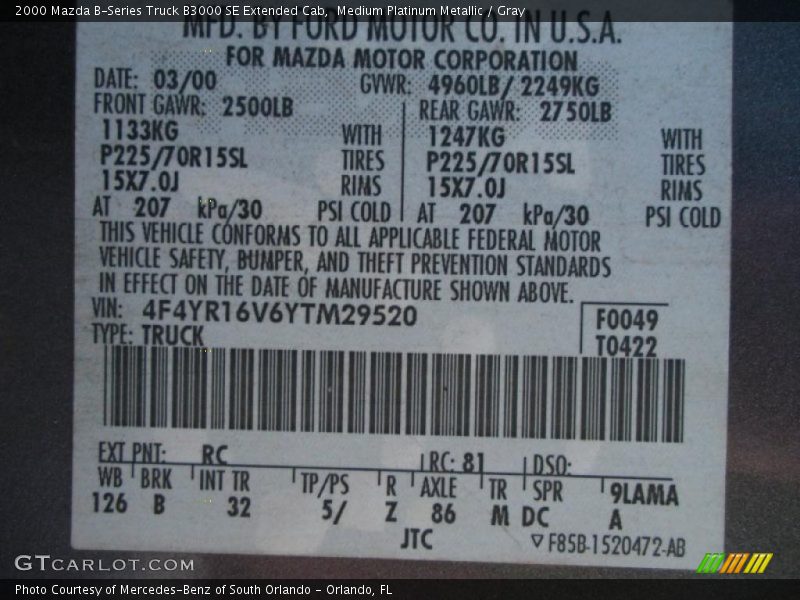 2000 Mazda B-Series Truck B3000 SE Extended Cab, Medium Platinum Metallic / Gray
MFD. BY FORD MOTOR CO. IN U.S.A.
FOR MAZDA MOTOR CORPORATION
DATE: 03/00 GVWR: 4960LB/ 2249KG
FRONT GAWR: 2500LB REAR GAWR: 2750LB
1133KG WITH 1247KG WITH
P225/70R15SL TIRES P225/70R15SL TIRES
15X7.0J RIMS 15X7.0J RIMS
AT 207 kPa/30 PSI COLD AT 207 kPa/30 PSI COLD
THIS VEHICLE CONFORMS TO ALL APPLICABLE FEDERAL MOTOR
VEHICLE SAFETY, BUMPER, AND THEFT PREVENTION STANDARDS
IN EFFECT ON THE DATE OF MANUFACTURE SHOWN ABOVE.
VIN: 4F4YR16V6YTM29520 F0049
TYPE: TRUCK T0422
EXT PNT: RC RC: 81 DSO:
WB BRK INT TR TP/PS R AXLE TR SPR 9LAMA
126 B 32 5/ Z 86 M DC A
JTC ▽F85B-1520472-AB
GTCARLOT.COM
Photo Courtesy of Mercedes-Benz of South Orlando - Orlando, FL